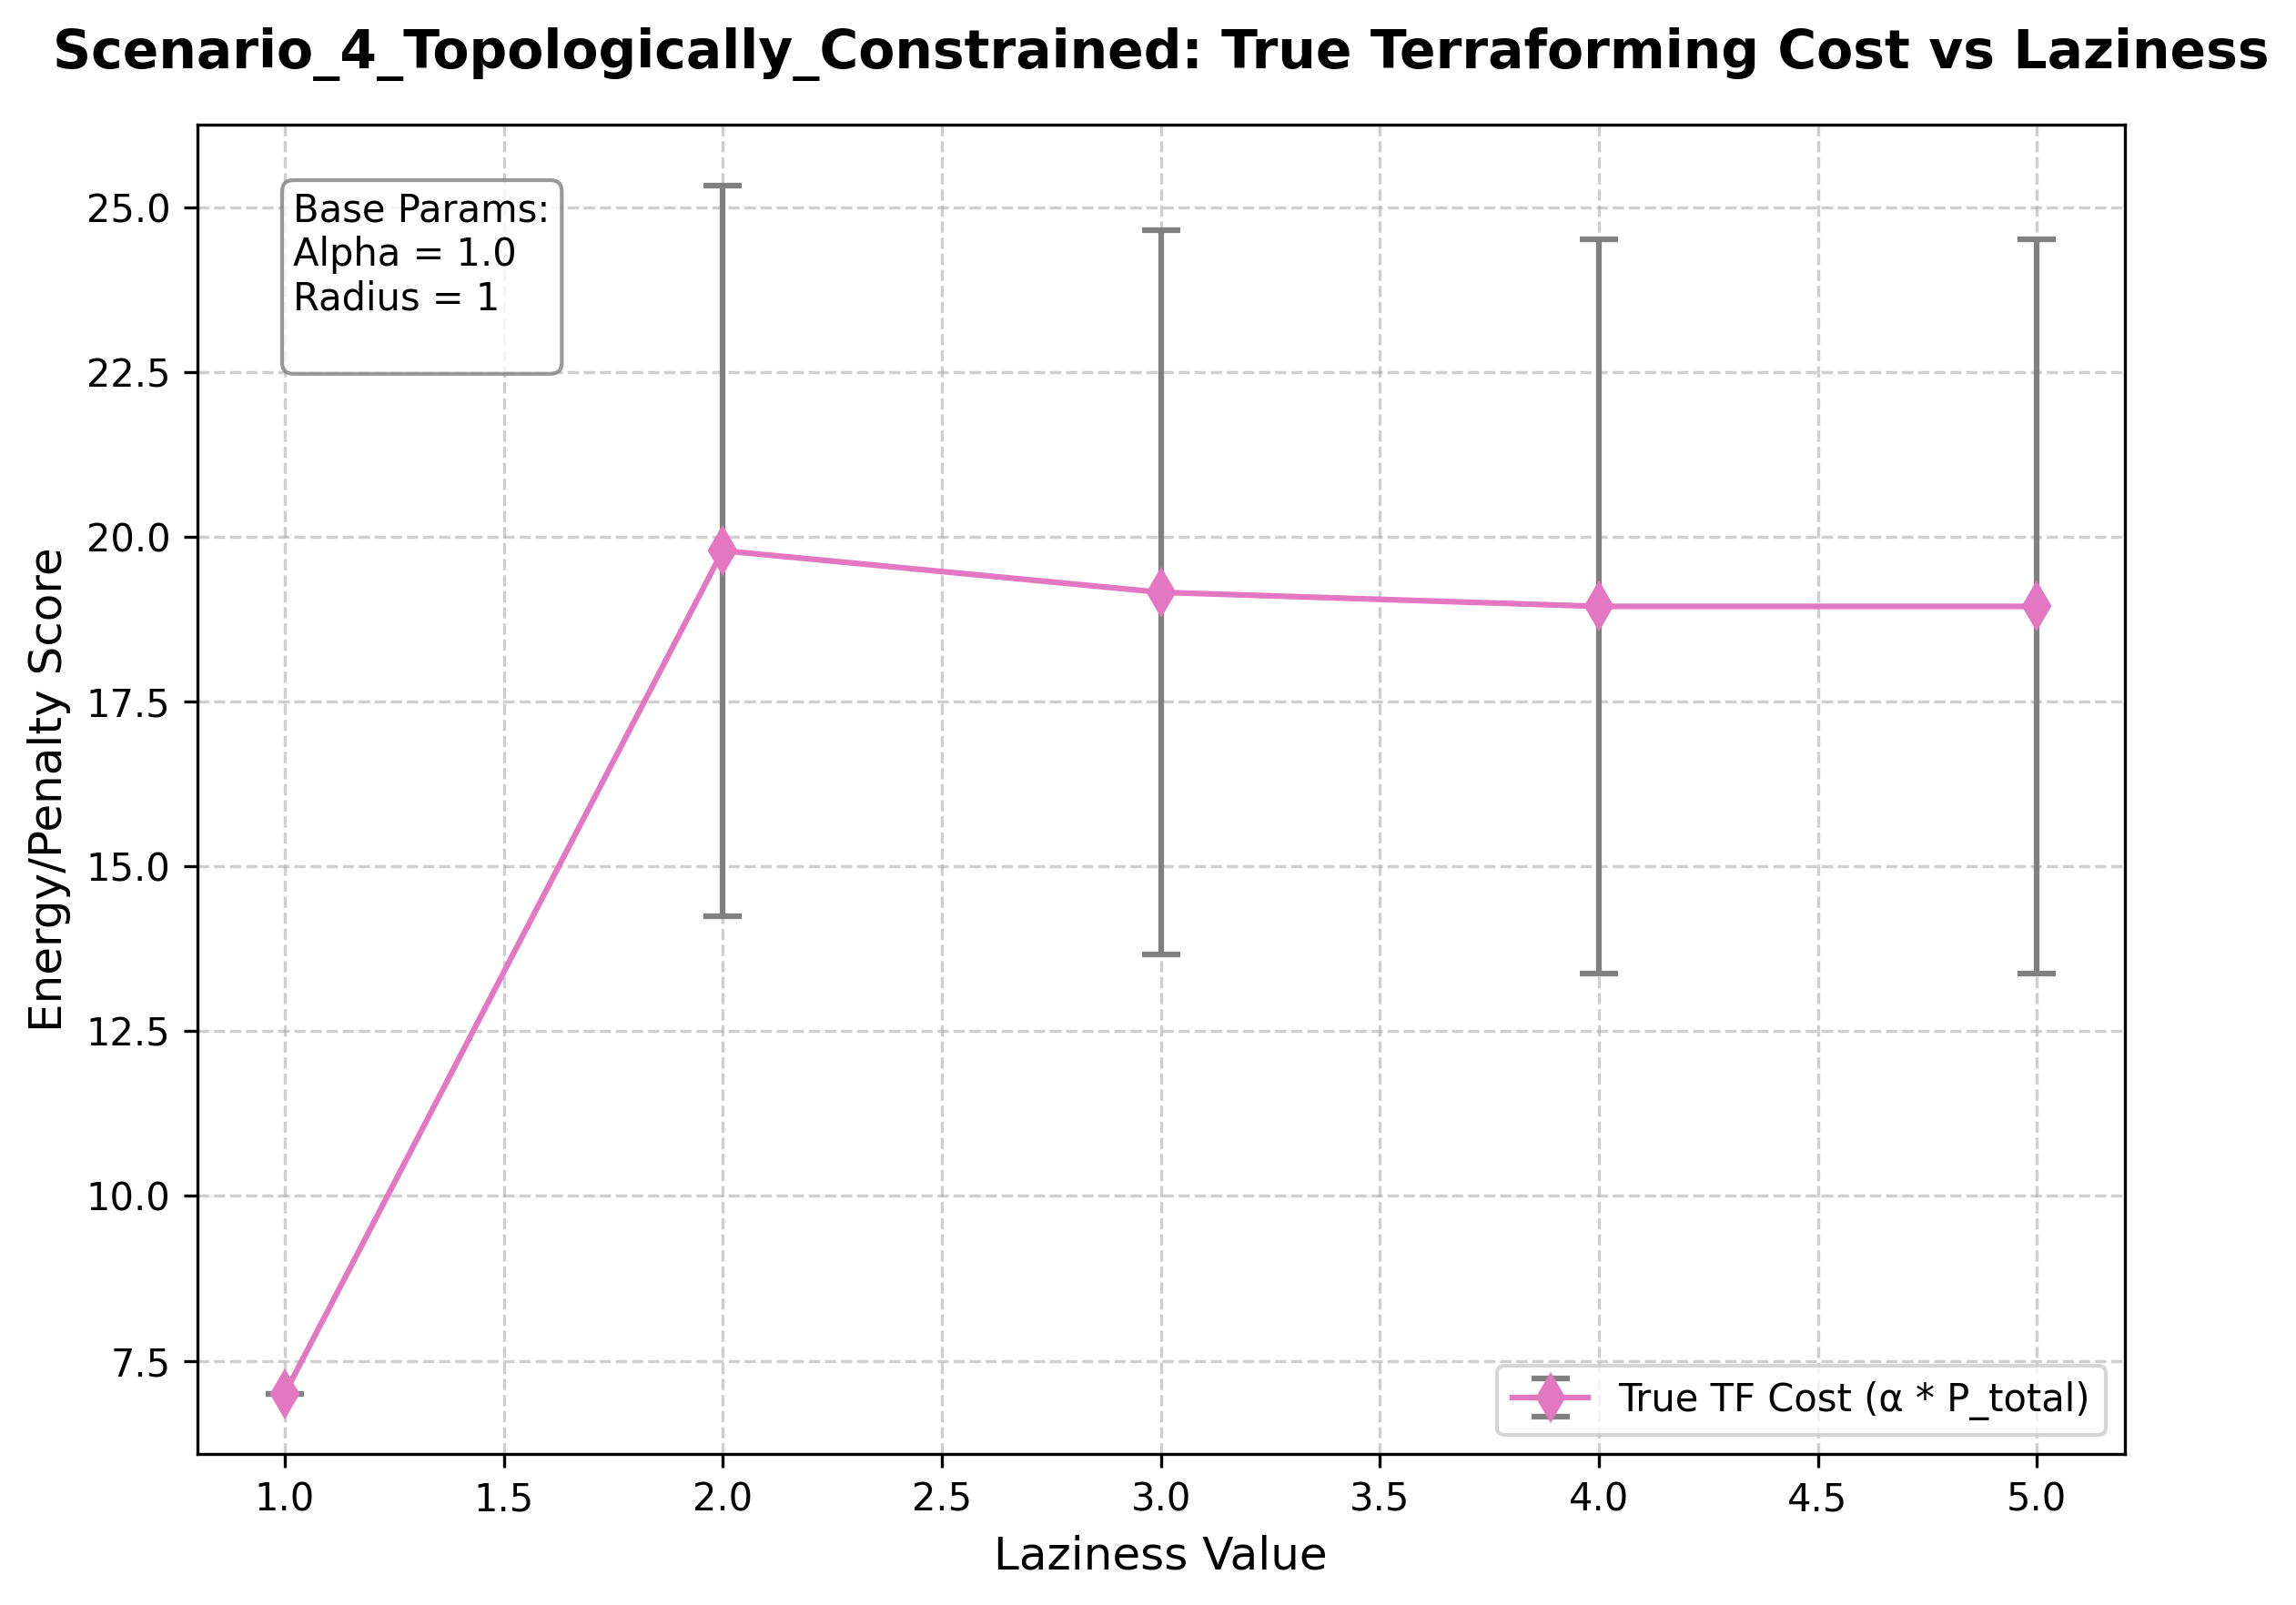 Scenario_4_Topologically_Constrained: True Terraforming Cost vs Laziness
Base Params:
Alpha = 1.0
Radius = 1
Energy/Penalty Score
25.0
22.5
20.0
17.5
15.0
12.5
10.0
7.5
True TF Cost (α * P_total)
1.0 1.5 2.0 2.5 3.0 3.5 4.0 4.5 5.0
Laziness Value